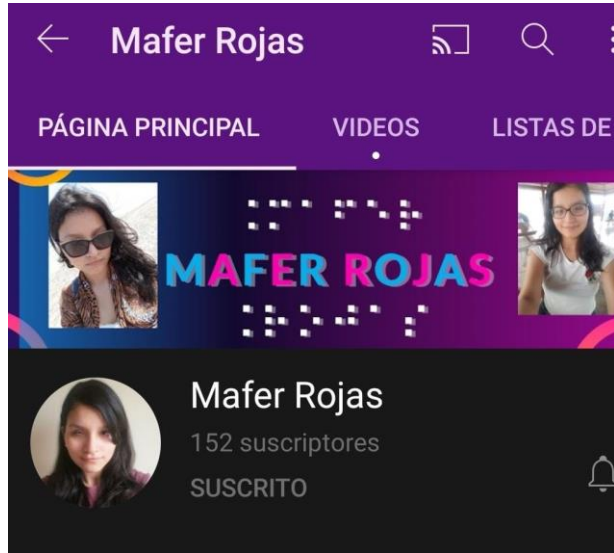 Mafer Rojas
PÁGINA PRINCIPAL VIDEOS LISTAS DE
MAFER ROJAS
Mafer Rojas
152 suscriptores
SUSCRITO